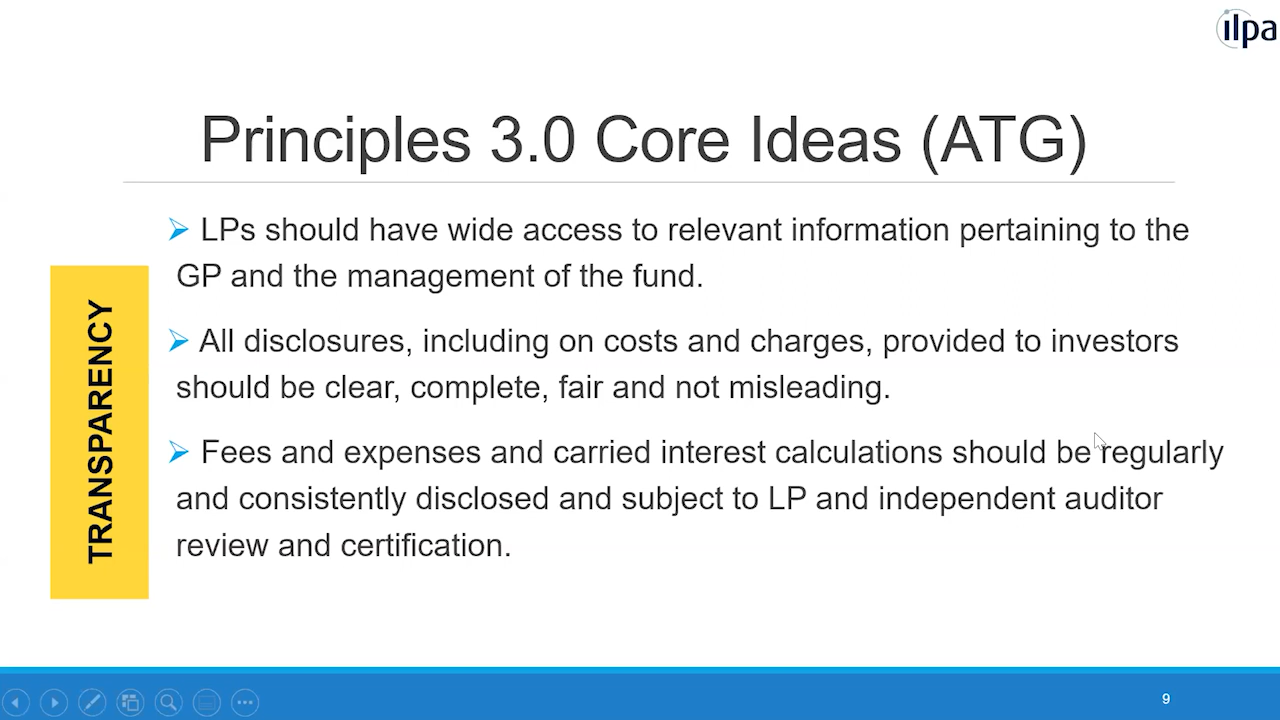 ilpa
Principles 3.0 Core Ideas (ATG)
TRANSPARENCY
LPs should have wide access to relevant information pertaining to the
GP and the management of the fund.
All disclosures, including on costs and charges, provided to investors
should be clear, complete, fair and not misleading.
Fees and expenses and carried interest calculations should be regularly
and consistently disclosed and subject to LP and independent auditor
review and certification.
9